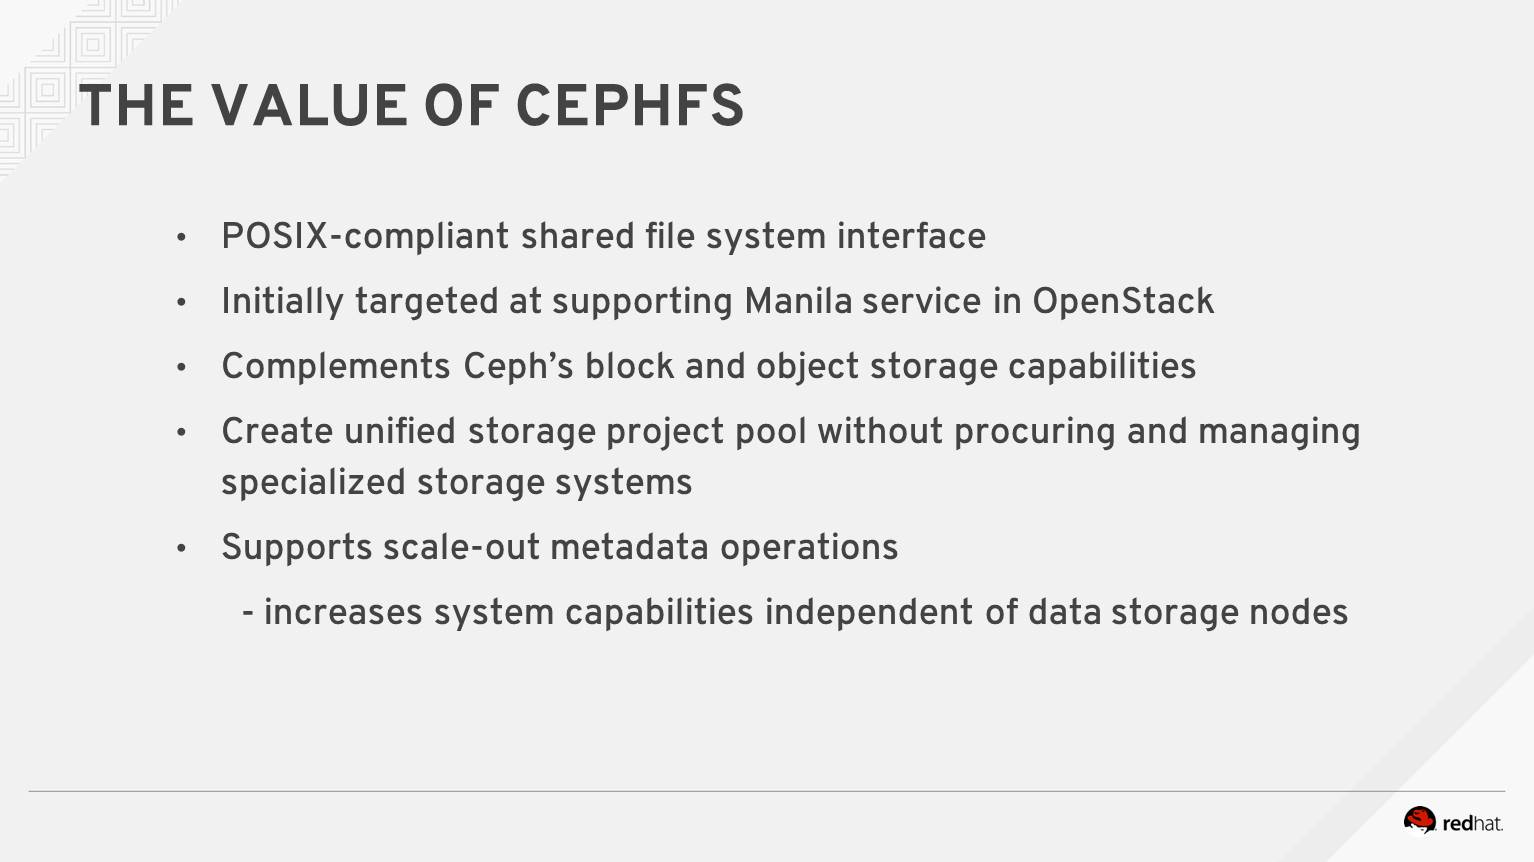 THE VALUE OF CEPHFS
• POSIX-compliant shared file system interface
• Initially targeted at supporting Manila service in OpenStack
• Complements Ceph’s block and object storage capabilities
• Create unified storage project pool without procuring and managing
specialized storage systems
• Supports scale-out metadata operations
- increases system capabilities independent of data storage nodes
redhat.